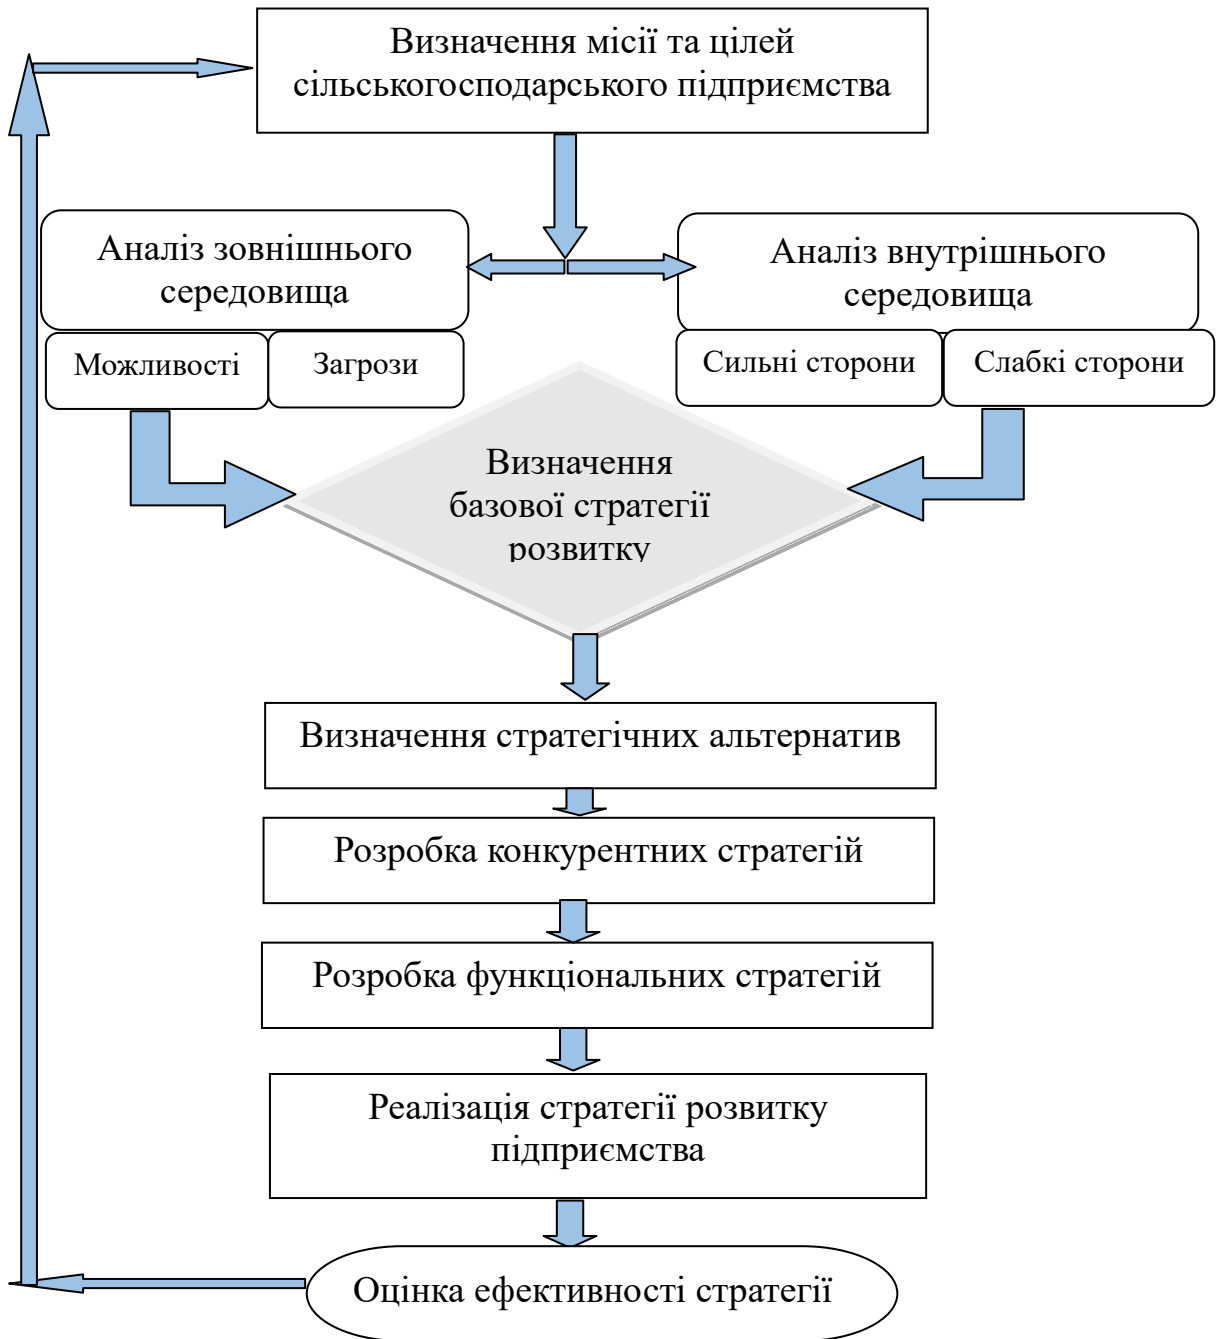 Визначення місії та цілей
сільськогосподарського підприємства
Аналіз зовнішнього
середовища
Аналіз внутрішнього
середовища
Можливості
Загрози
Сильні сторони
Слабкі сторони
Визначення
базової стратегії
розвитку
Визначення стратегічних альтернатив
Розробка конкурентних стратегій
Розробка функціональних стратегій
Реалізація стратегії розвитку
підприємства
Оцінка ефективності стратегії